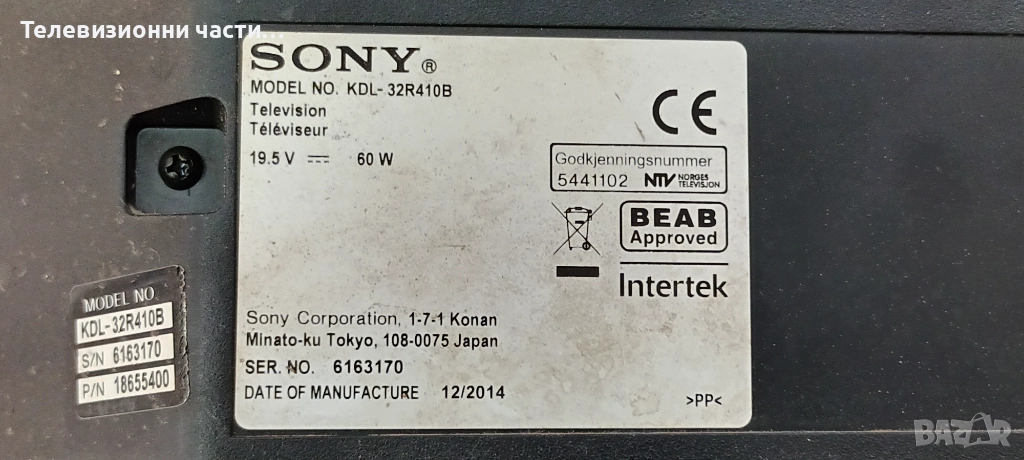 Телевизионни части...
SONY®
MODEL NO. KDL-32R410B
Television
Téléviseur
19.5 V ⎓ 60 W
CE
Godkjenningsnummer
5441102 NTV NORGES TELEVISJON
BEAB
Approved
Intertek
Sony Corporation, 1-7-1 Konan
Minato-ku Tokyo, 108-0075 Japan
SER. NO. 6163170
DATE OF MANUFACTURE 12/2014
>PP<
MODEL NO.
KDL-32R410B
S/N 6163170
P/N 18655400
BAZAR